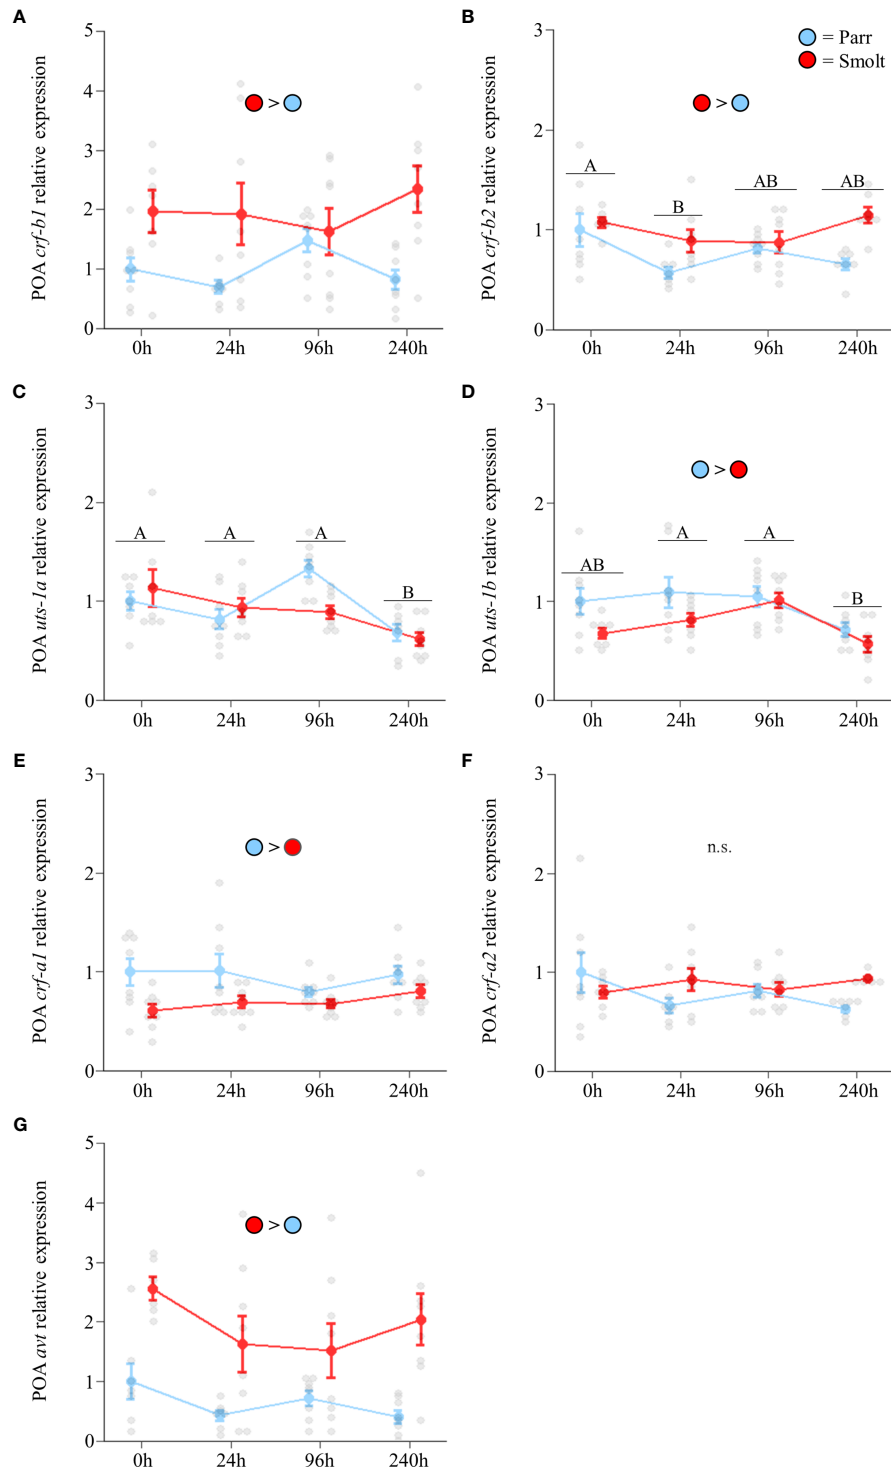 A
POA crf-b1 relative expression
5
4
3
2
1
0
>
0h 24h 96h 240h
B
= Parr
= Smolt
POA crf-b2 relative expression
3
2
1
0
>
A
B
AB
AB
0h 24h 96h 240h
C
POA uts-1a relative expression
3
2
1
0
A
A
A
B
0h 24h 96h 240h
D
POA uts-1b relative expression
3
2
1
0
>
AB
A
A
B
0h 24h 96h 240h
E
POA crf-a1 relative expression
3
2
1
0
>
0h 24h 96h 240h
F
POA crf-a2 relative expression
3
2
1
0
n.s.
0h 24h 96h 240h
G
POA avt relative expression
5
4
3
2
1
0
>
0h 24h 96h 240h